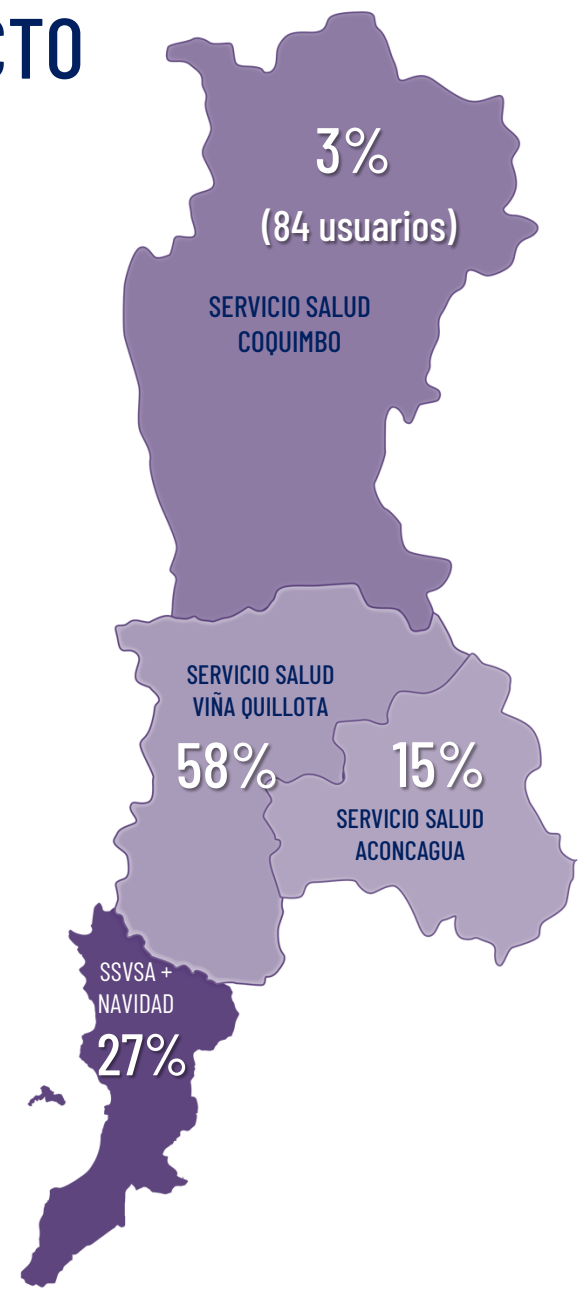 CTO
3%
(84 usuarios)
SERVICIO SALUD
COQUIMBO
SERVICIO SALUD
VIÑA QUILLOTA
58%
15%
SERVICIO SALUD
ACONCAGUA
SSVSA +
NAVIDAD
27%